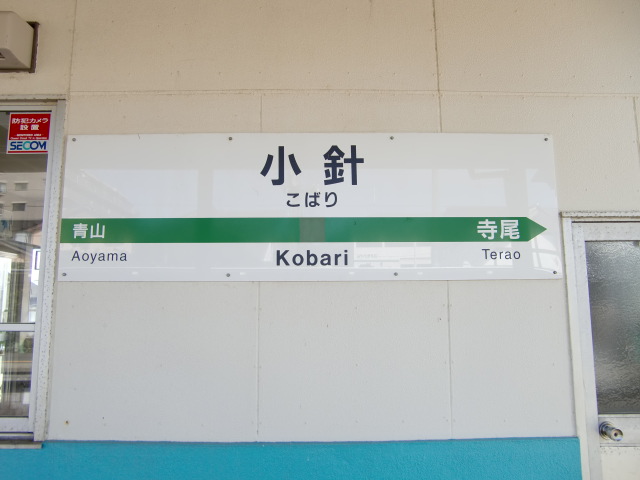 防犯カメラ
設置
SECOM
小針
こばり
青山
寺尾
Aoyama
Kobari
Terao